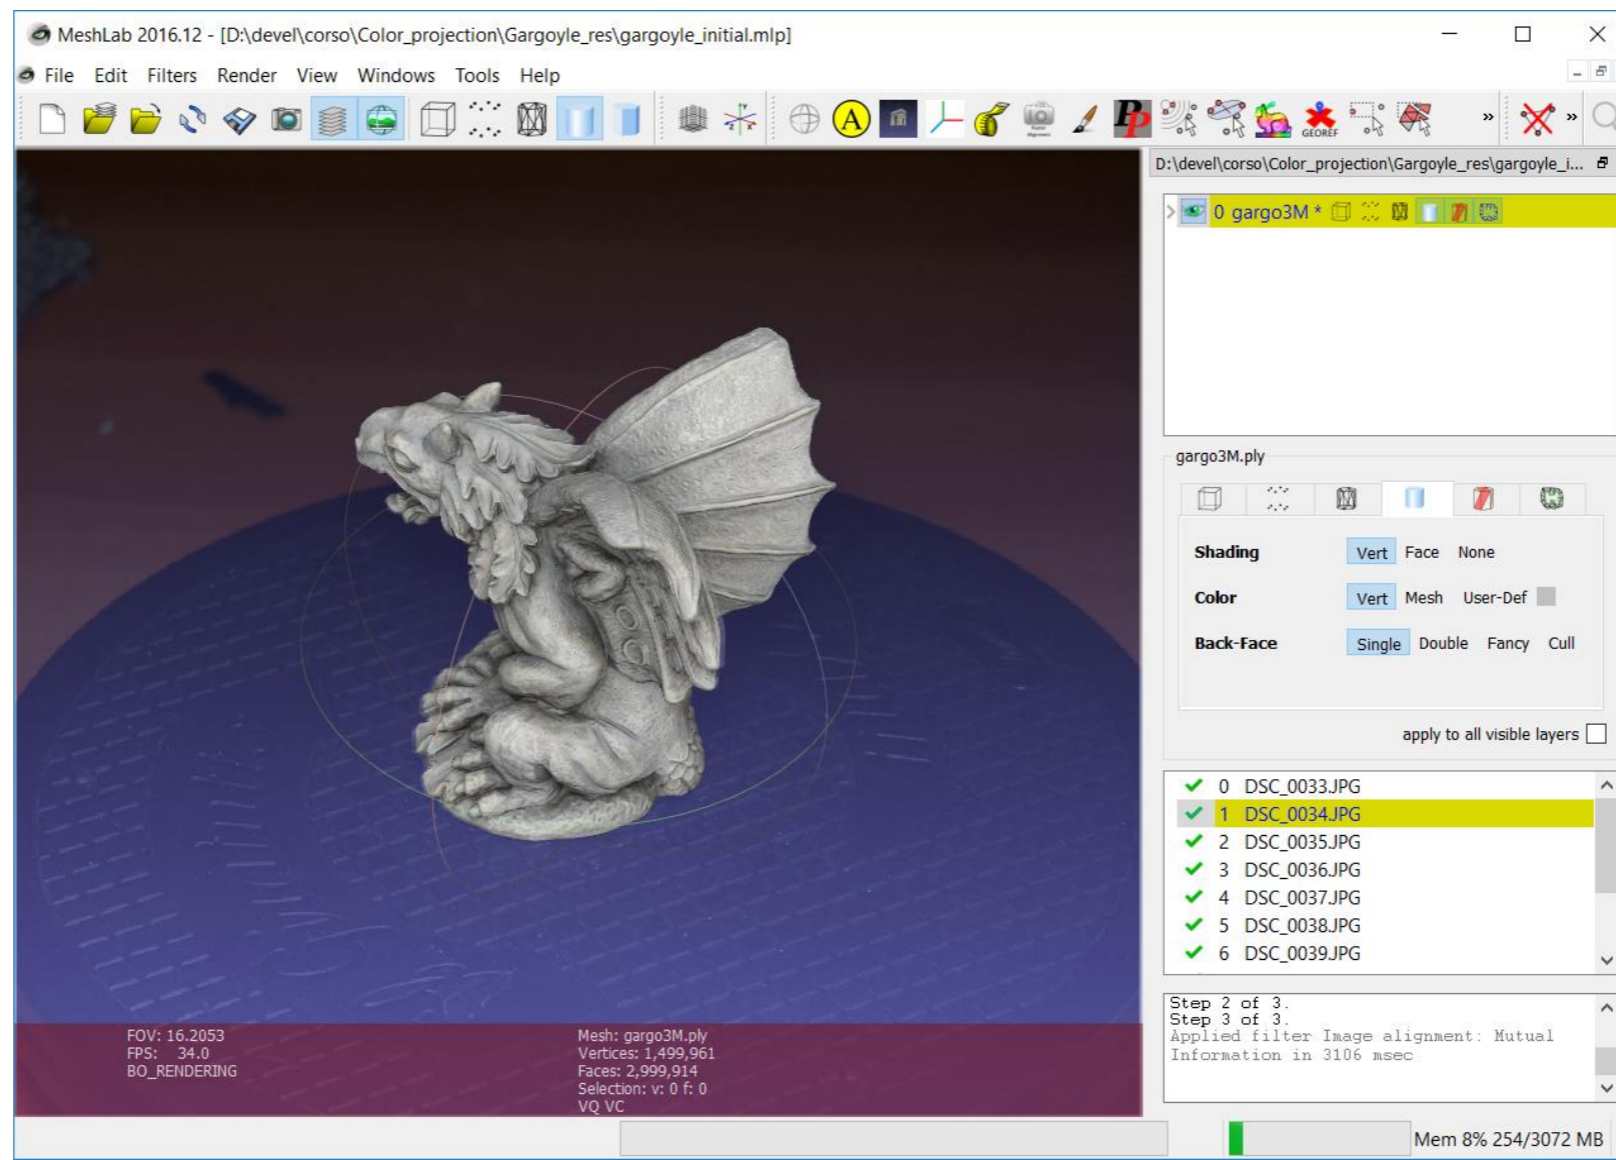 MeshLab 2016.12 - [D:\devel\corso\Color_projection\Gargoyle_res\gargoyle_initial.mlp]
File Edit Filters Render View Windows Tools Help
A PP GEOREF » »
D:\devel\corso\Color_projection\Gargoyle_res\gargoyle_i...
0 gargo3M *
gargo3M.ply
Shading Vert Face None
Color Vert Mesh User-Def
Back-Face Single Double Fancy Cull
apply to all visible layers
0 DSC_0033.JPG
1 DSC_0034.JPG
2 DSC_0035.JPG
3 DSC_0036.JPG
4 DSC_0037.JPG
5 DSC_0038.JPG
6 DSC_0039.JPG
Step 2 of 3.
Step 3 of 3.
Applied filter Image alignment: Mutual
Information in 3106 msec
FOV: 16.2053
FPS: 34.0
BO_RENDERING
Mesh: gargo3M.ply
Vertices: 1,499,961
Faces: 2,999,914
Selection: v: 0 f: 0
VQ VC
Mem 8% 254/3072 MB